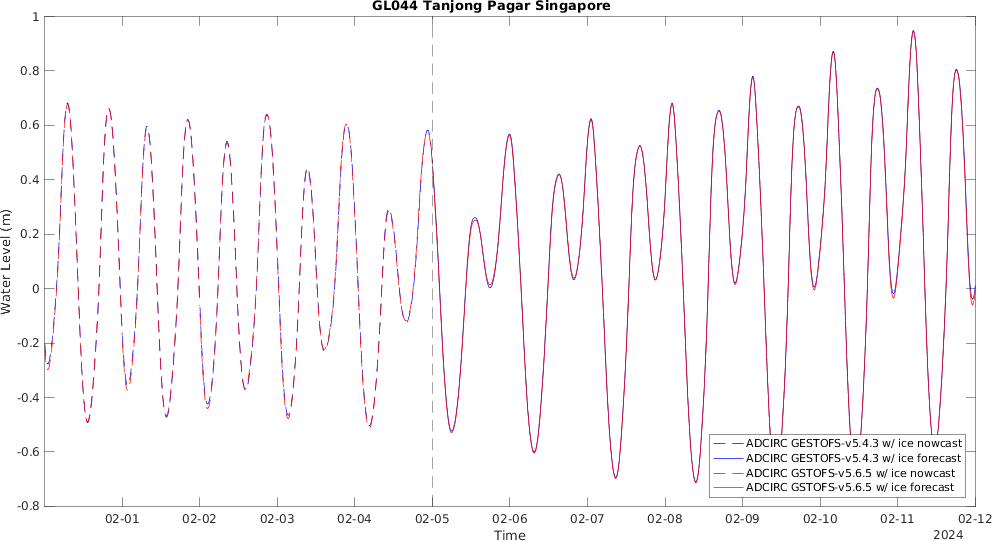 GL044 Tanjong Pagar Singapore
1
0.8
0.6
0.4
0.2
0
-0.2
-0.4
-0.6
-0.8
Water Level (m)
ADCIRC GESTOFS-v5.4.3 w/ ice nowcast
ADCIRC GESTOFS-v5.4.3 w/ ice forecast
ADCIRC GSTOFS-v5.6.5 w/ ice nowcast
ADCIRC GSTOFS-v5.6.5 w/ ice forecast
02-01 02-02 02-03 02-04 02-05 02-06 02-07 02-08 02-09 02-10 02-11 02-12
Time
2024